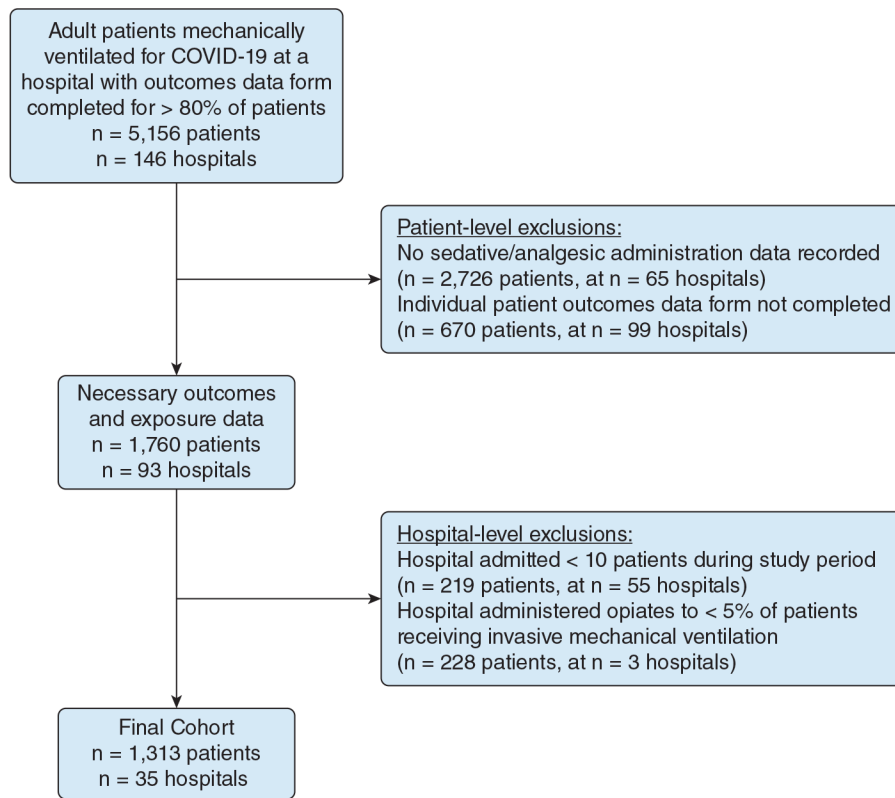 Adult patients mechanically
ventilated for COVID-19 at a
hospital with outcomes data form
completed for > 80% of patients
n = 5,156 patients
n = 146 hospitals
Patient-level exclusions:
No sedative/analgesic administration data recorded
(n = 2,726 patients, at n = 65 hospitals)
Individual patient outcomes data form not completed
(n = 670 patients, at n = 99 hospitals)
Necessary outcomes
and exposure data
n = 1,760 patients
n = 93 hospitals
Hospital-level exclusions:
Hospital admitted < 10 patients during study period
(n = 219 patients, at n = 55 hospitals)
Hospital administered opiates to < 5% of patients
receiving invasive mechanical ventilation
(n = 228 patients, at n = 3 hospitals)
Final Cohort
n = 1,313 patients
n = 35 hospitals